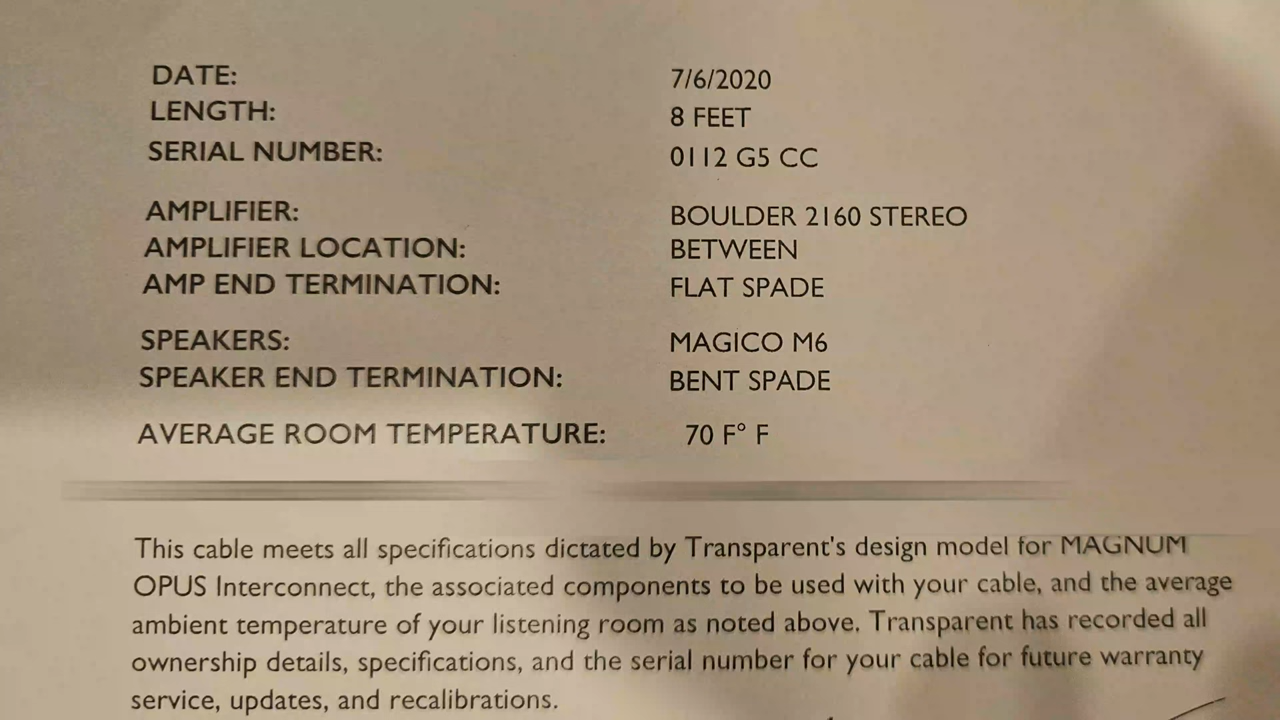 DATE: 7/6/2020
LENGTH: 8 FEET
SERIAL NUMBER: 0112 G5 CC
AMPLIFIER: BOULDER 2160 STEREO
AMPLIFIER LOCATION: BETWEEN
AMP END TERMINATION: FLAT SPADE
SPEAKERS: MAGICO M6
SPEAKER END TERMINATION: BENT SPADE
AVERAGE ROOM TEMPERATURE: 70 F° F
This cable meets all specifications dictated by Transparent's design model for MAGNUM
OPUS Interconnect, the associated components to be used with your cable, and the average
ambient temperature of your listening room as noted above. Transparent has recorded all
ownership details, specifications, and the serial number for your cable for future warranty
service, updates, and recalibrations.